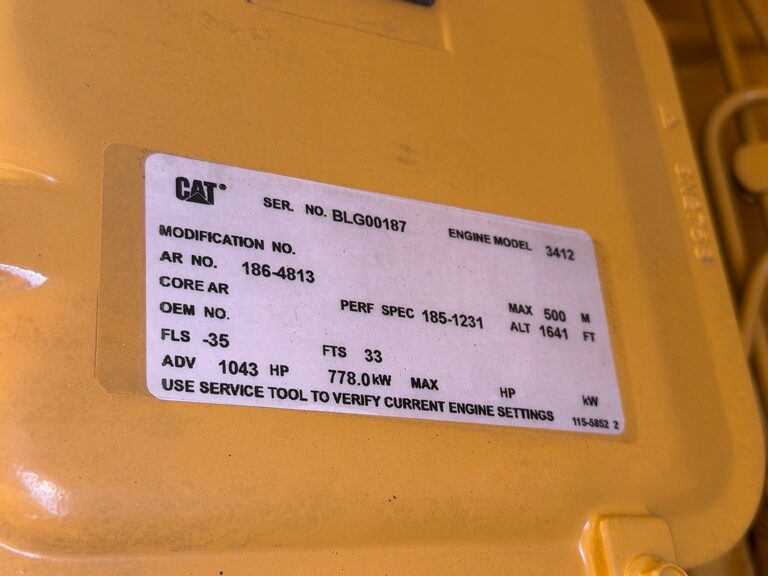 CAT® SER. NO. BLG00187 ENGINE MODEL 3412
MODIFICATION NO.
AR NO. 186-4813
CORE AR PERF SPEC 185-1231 MAX 500 M
OEM NO. ALT 1641 FT
FLS -35 FTS 33
ADV 1043 HP 778.0kW MAX HP kW
USE SERVICE TOOL TO VERIFY CURRENT ENGINE SETTINGS 115-5852 2